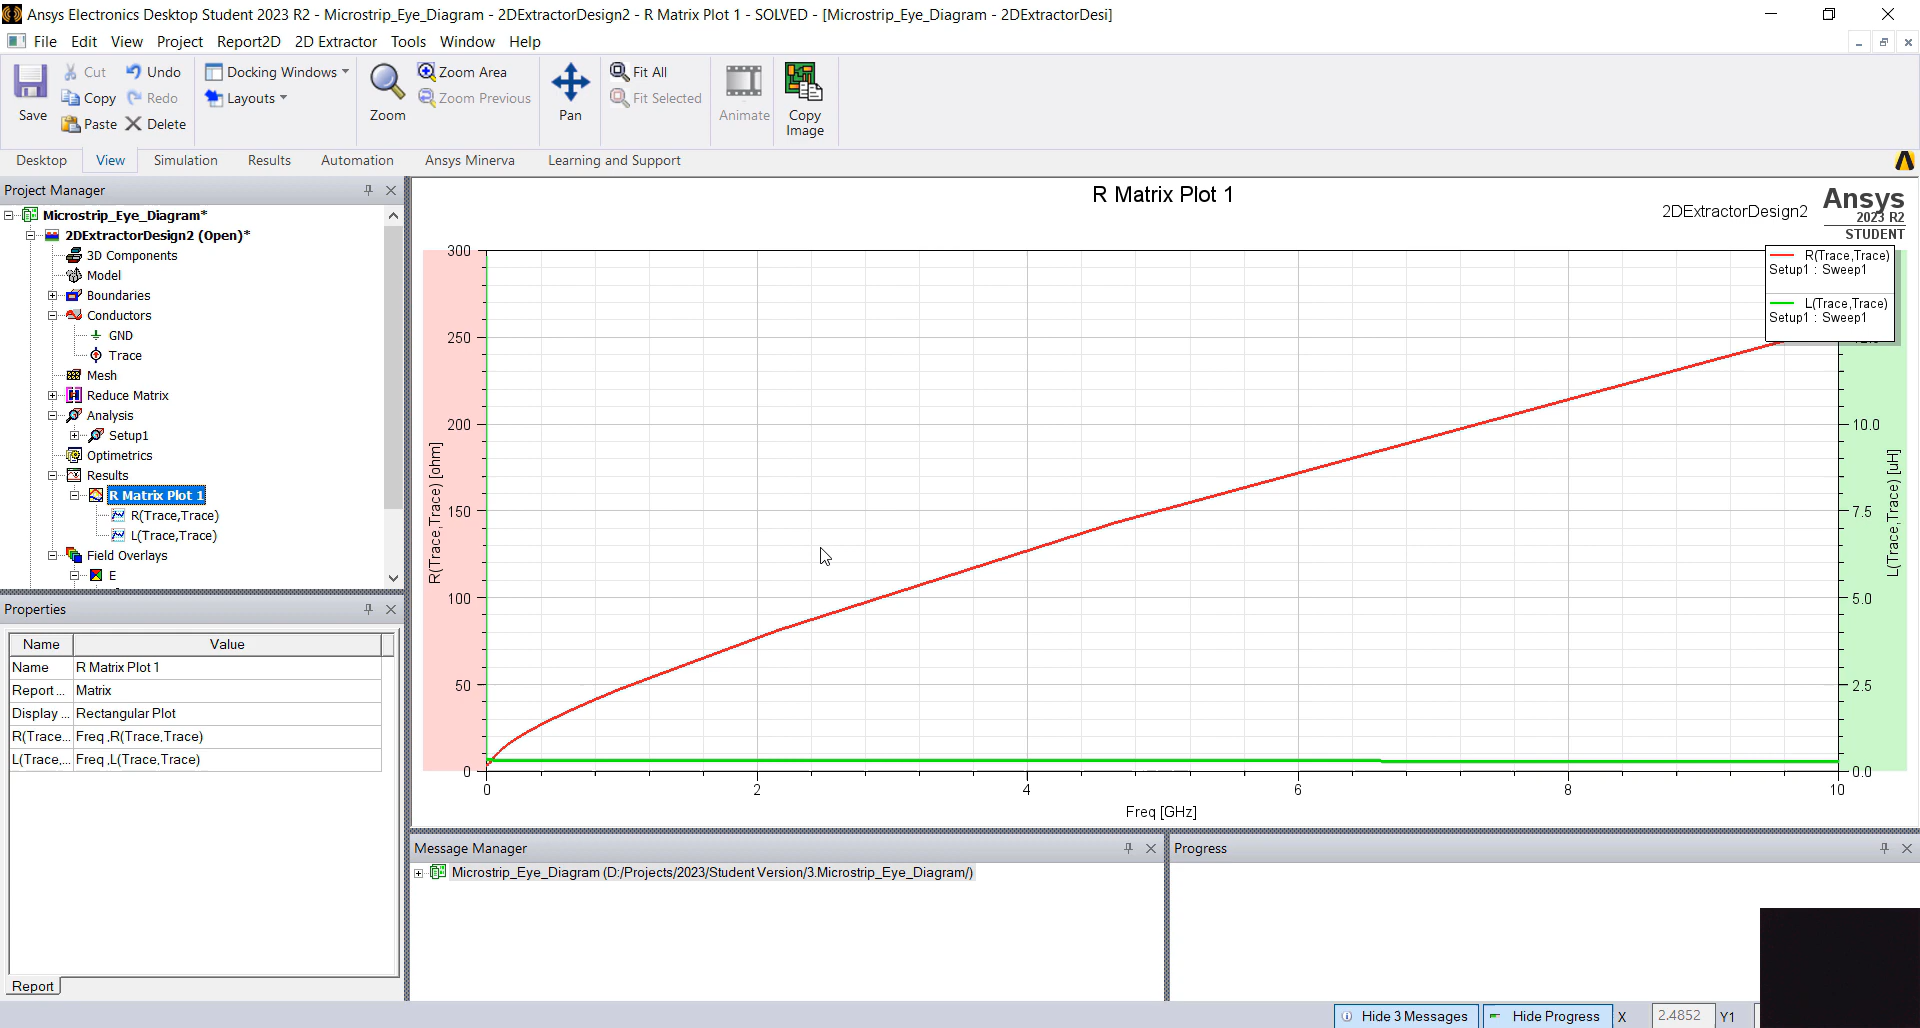 Ansys Electronics Desktop Student 2023 R2 - Microstrip_Eye_Diagram - 2DExtractorDesign2 - R Matrix Plot 1 - SOLVED - [Microstrip_Eye_Diagram - 2DExtractorDesi]
File Edit View Project Report2D 2D Extractor Tools Window Help
Save
Cut
Copy
Paste
Undo
Redo
Delete
Docking Windows
Layouts
Zoom
Zoom Area
Zoom Previous
Pan
Fit All
Fit Selected
Animate
Copy
Image
Desktop View Simulation Results Automation Ansys Minerva Learning and Support
Project Manager
Microstrip_Eye_Diagram*
2DExtractorDesign2 (Open)*
3D Components
Model
Boundaries
Conductors
GND
Trace
Mesh
Reduce Matrix
Analysis
Setup1
Optimetrics
Results
R Matrix Plot 1
R(Trace,Trace)
L(Trace,Trace)
Field Overlays
E
Properties
Name Value
Name R Matrix Plot 1
Report... Matrix
Display ... Rectangular Plot
R(Trace... Freq ,R(Trace,Trace)
L(Trace,... Freq ,L(Trace,Trace)
Report
R Matrix Plot 1
2DExtractorDesign2
Ansys
2023 R2
STUDENT
R(Trace,Trace)
Setup1 : Sweep1
L(Trace,Trace)
Setup1 : Sweep1
R(Trace,Trace) [ohm]
300
250
200
150
100
50
0
L(Trace,Trace) [uH]
10.0
7.5
5.0
2.5
0.0
0 2 4 6 8 10
Freq [GHz]
Message Manager
Microstrip_Eye_Diagram (D:/Projects/2023/Student Version/3.Microstrip_Eye_Diagram/)
Progress
Hide 3 Messages Hide Progress X 2.4852 Y1